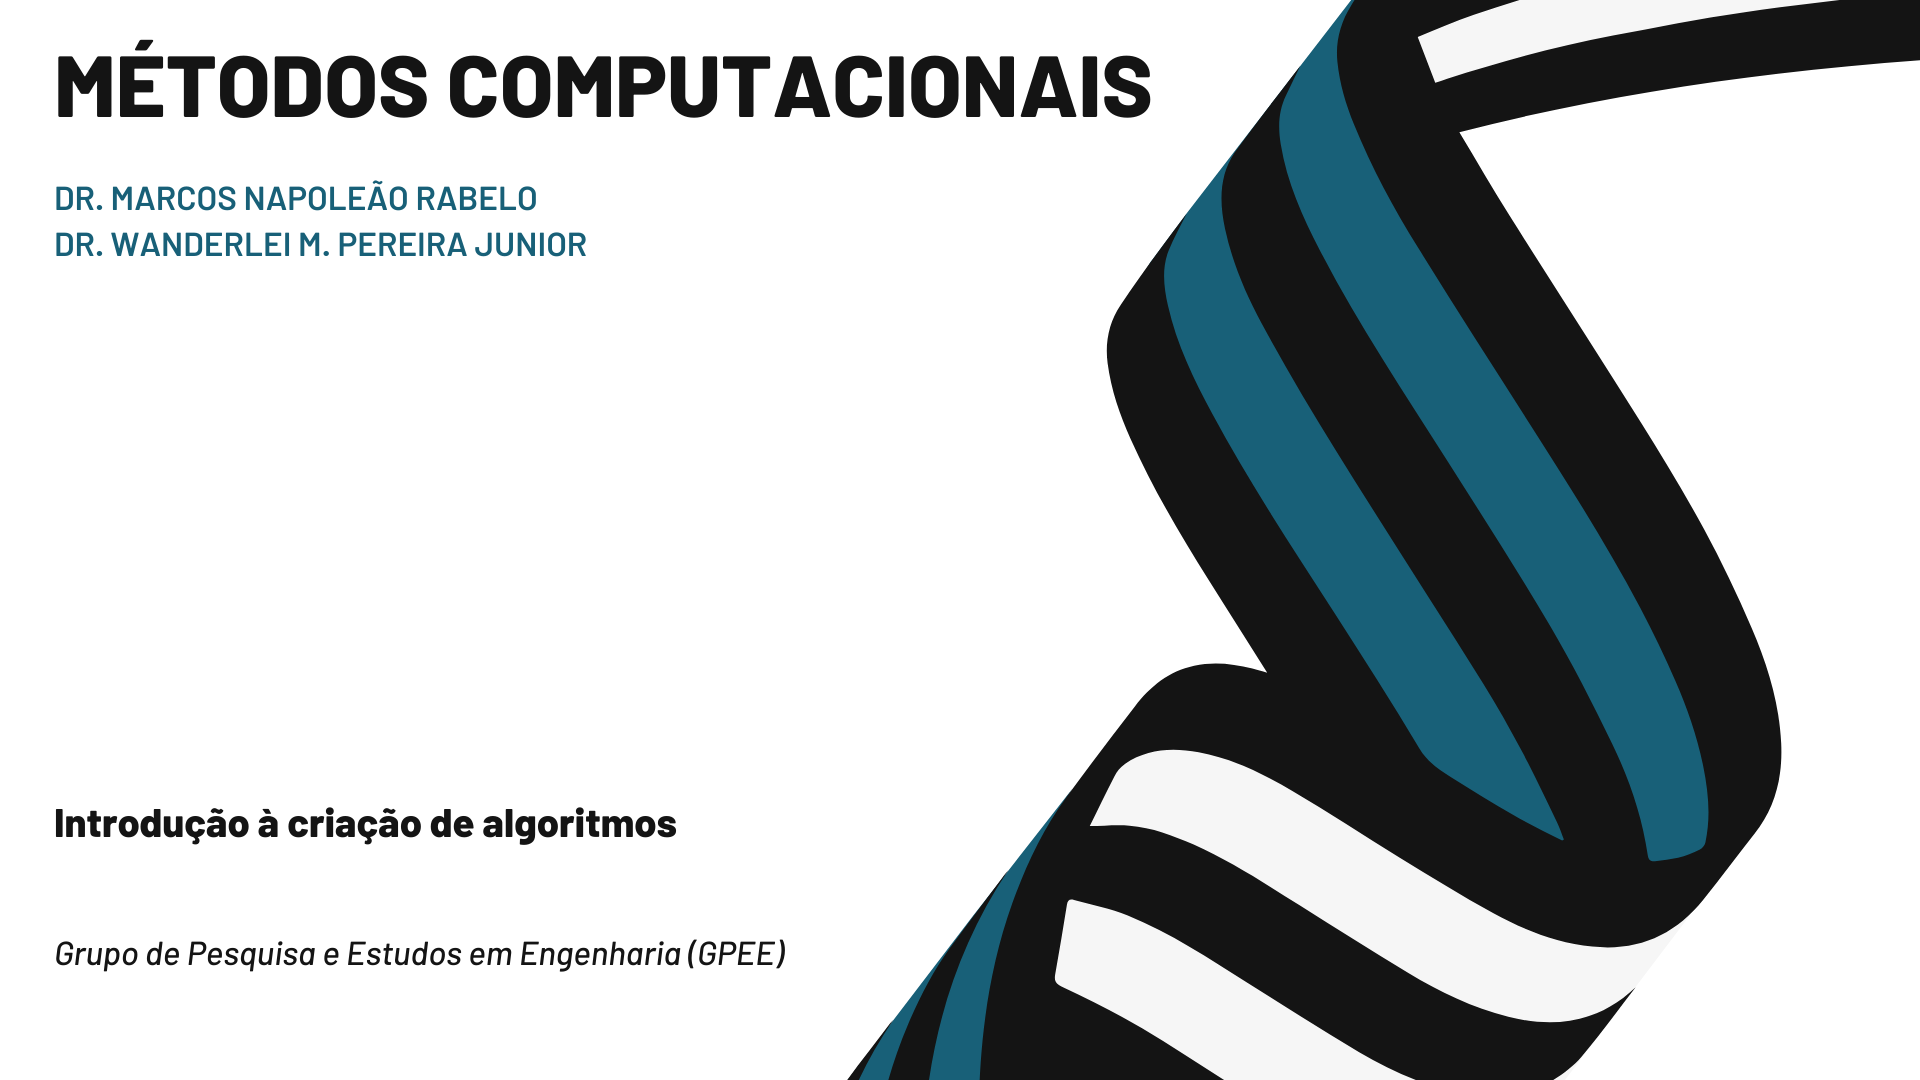 MÉTODOS COMPUTACIONAIS
DR. MARCOS NAPOLEÃO RABELO
DR. WANDERLEI M. PEREIRA JUNIOR
Introdução à criação de algoritmos
Grupo de Pesquisa e Estudos em Engenharia (GPEE)